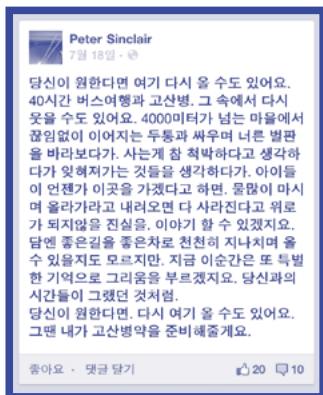 Peter Sinclair
7월 18일 ·
당신이 원한다면 여기 다시 올 수도 있어요.
40시간 버스여행과 고산병. 그 속에서 다시
웃을 수도 있어요. 4000미터가 넘는 마을에서
끊임없이 이어지는 두통과 싸우며 너른 벌판
을 바라보다가. 사는게 참 척박하다고 생각하
다가 잊혀져가는 것들을 생각하다가. 아이들
이 언젠가 이곳을 가겠다고 하면. 물많이 마시
며 올라가라고 내려오면 다 사라진다고 위로
가 되지않을 진실을. 이야기 할 수 있겠지요.
담엔 좋은길을 좋은차로 천천히 지나치며 올
수 있을지도 모르지만. 지금 이순간은 또 특별
한 기억으로 그리움을 부르겠지요. 당신과의
시간들이 그랬던 것처럼.
당신이 원한다면. 다시 여기 올 수도 있어요.
그땐 내가 고산병약을 준비해줄게요.
좋아요 · 댓글 달기 20 10